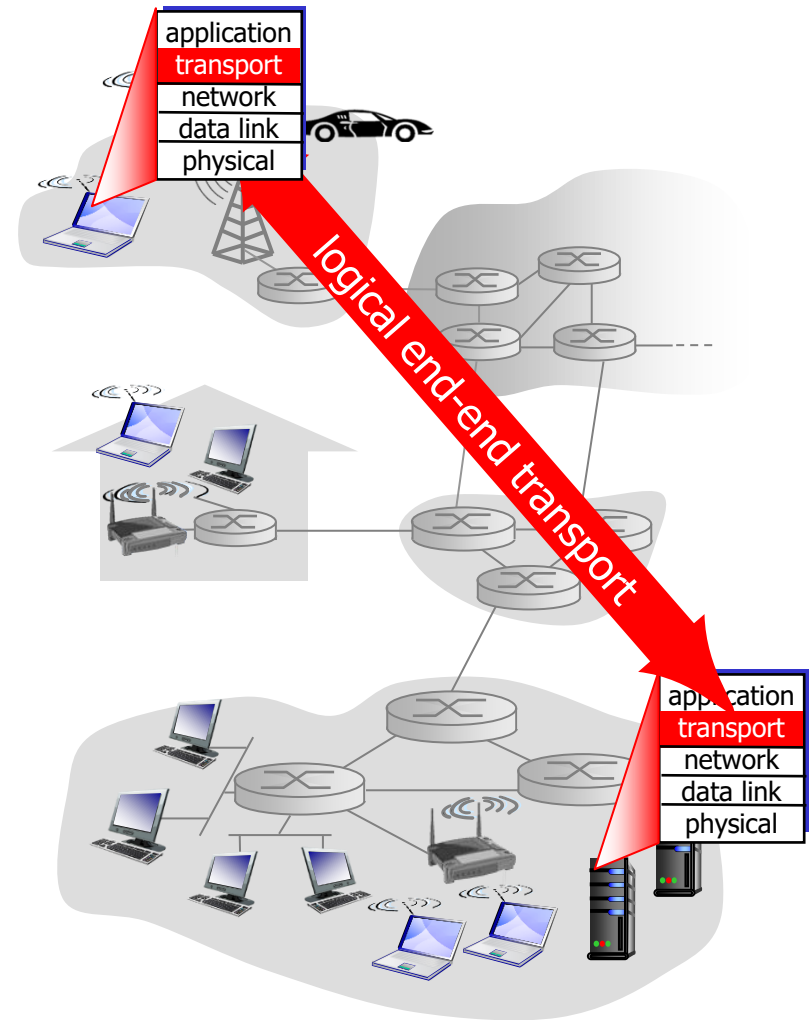 application
transport
network
data link
physical
logical end-end transport
application
transport
network
data link
physical